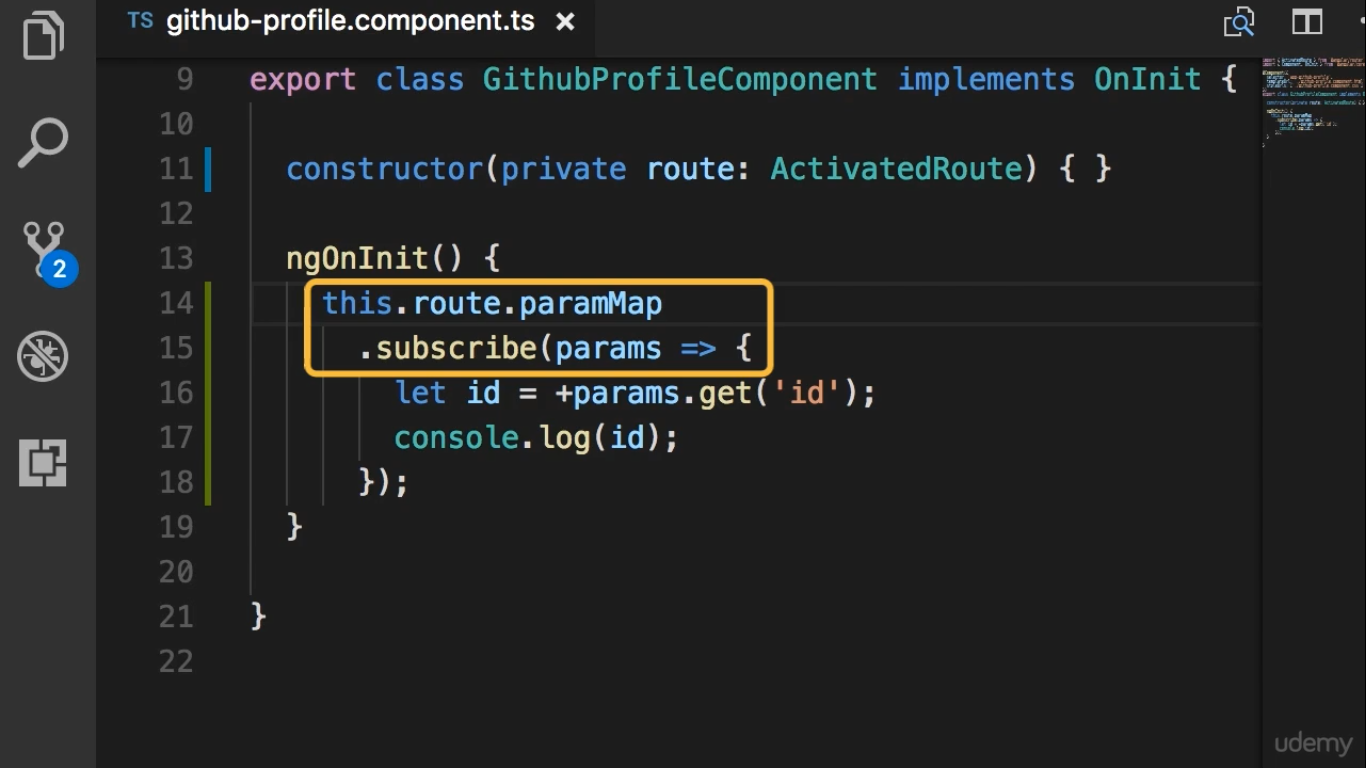 TS github-profile.component.ts ×
9 export class GithubProfileComponent implements OnInit {
10
11 constructor(private route: ActivatedRoute) { }
12
13 ngOnInit() {
14 this.route.paramMap
15 .subscribe(params => {
16 let id = +params.get('id');
17 console.log(id);
18 });
19 }
20
21 }
22
2
udemy